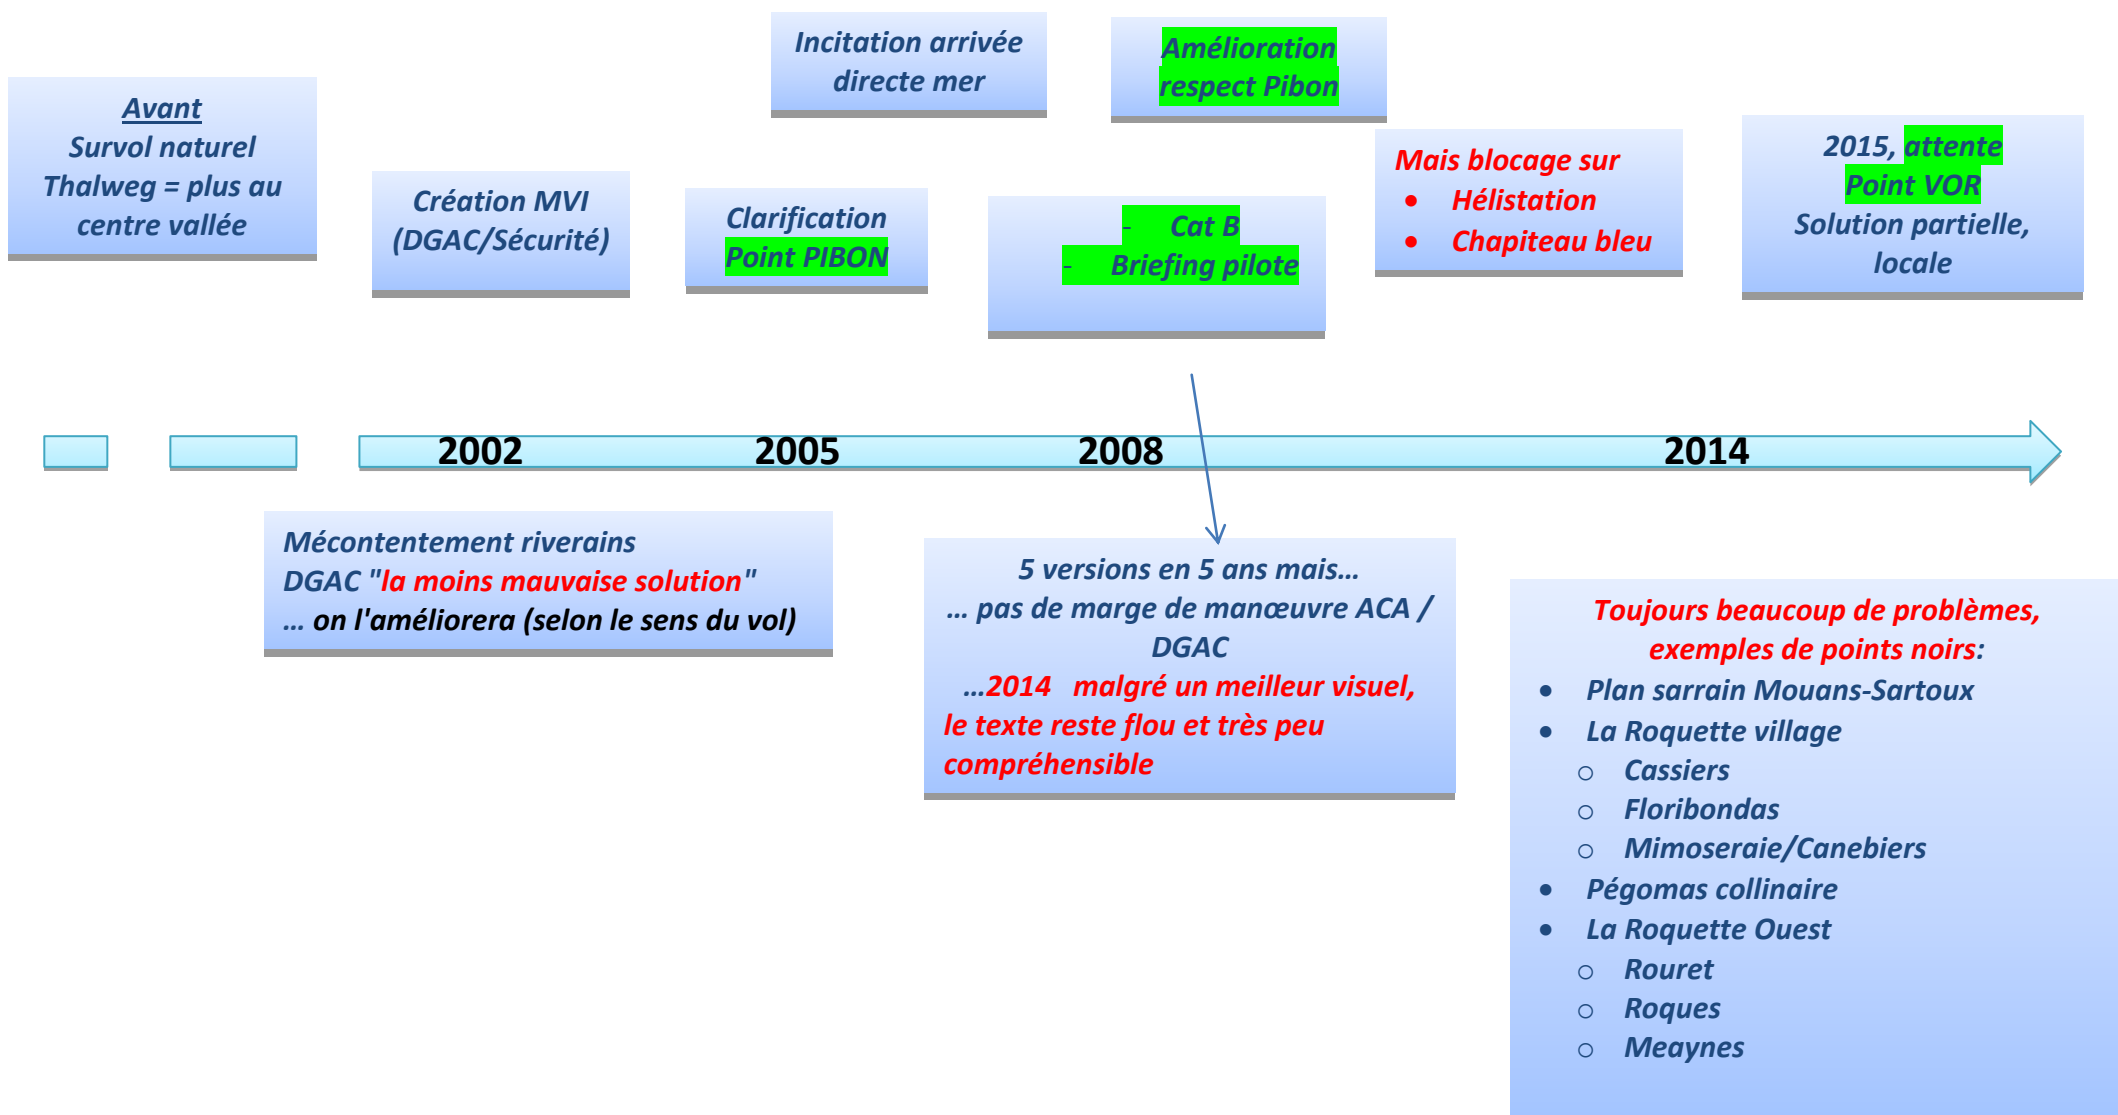 Avant
Survol naturel
Thalweg = plus au
centre vallée
Création MVI
(DGAC/Sécurité)
Clarification
Point PIBON
Incitation arrivée
directe mer
- Cat B
- Briefing pilote
Amélioration
respect Pibon
Mais blocage sur
• Hélistation
• Chapiteau bleu
2015, attente
Point VOR
Solution partielle,
locale
2002
2005
2008
2014
Mécontentement riverains
DGAC "la moins mauvaise solution"
… on l'améliorera (selon le sens du vol)
5 versions en 5 ans mais…
… pas de marge de manœuvre ACA /
DGAC
…2014 malgré un meilleur visuel,
le texte reste flou et très peu
compréhensible
Toujours beaucoup de problèmes,
exemples de points noirs:
• Plan sarrain Mouans-Sartoux
• La Roquette village
o Cassiers
o Floribondas
o Mimoseraie/Canebiers
• Pégomas collinaire
• La Roquette Ouest
o Rouret
o Roques
o Meaynes